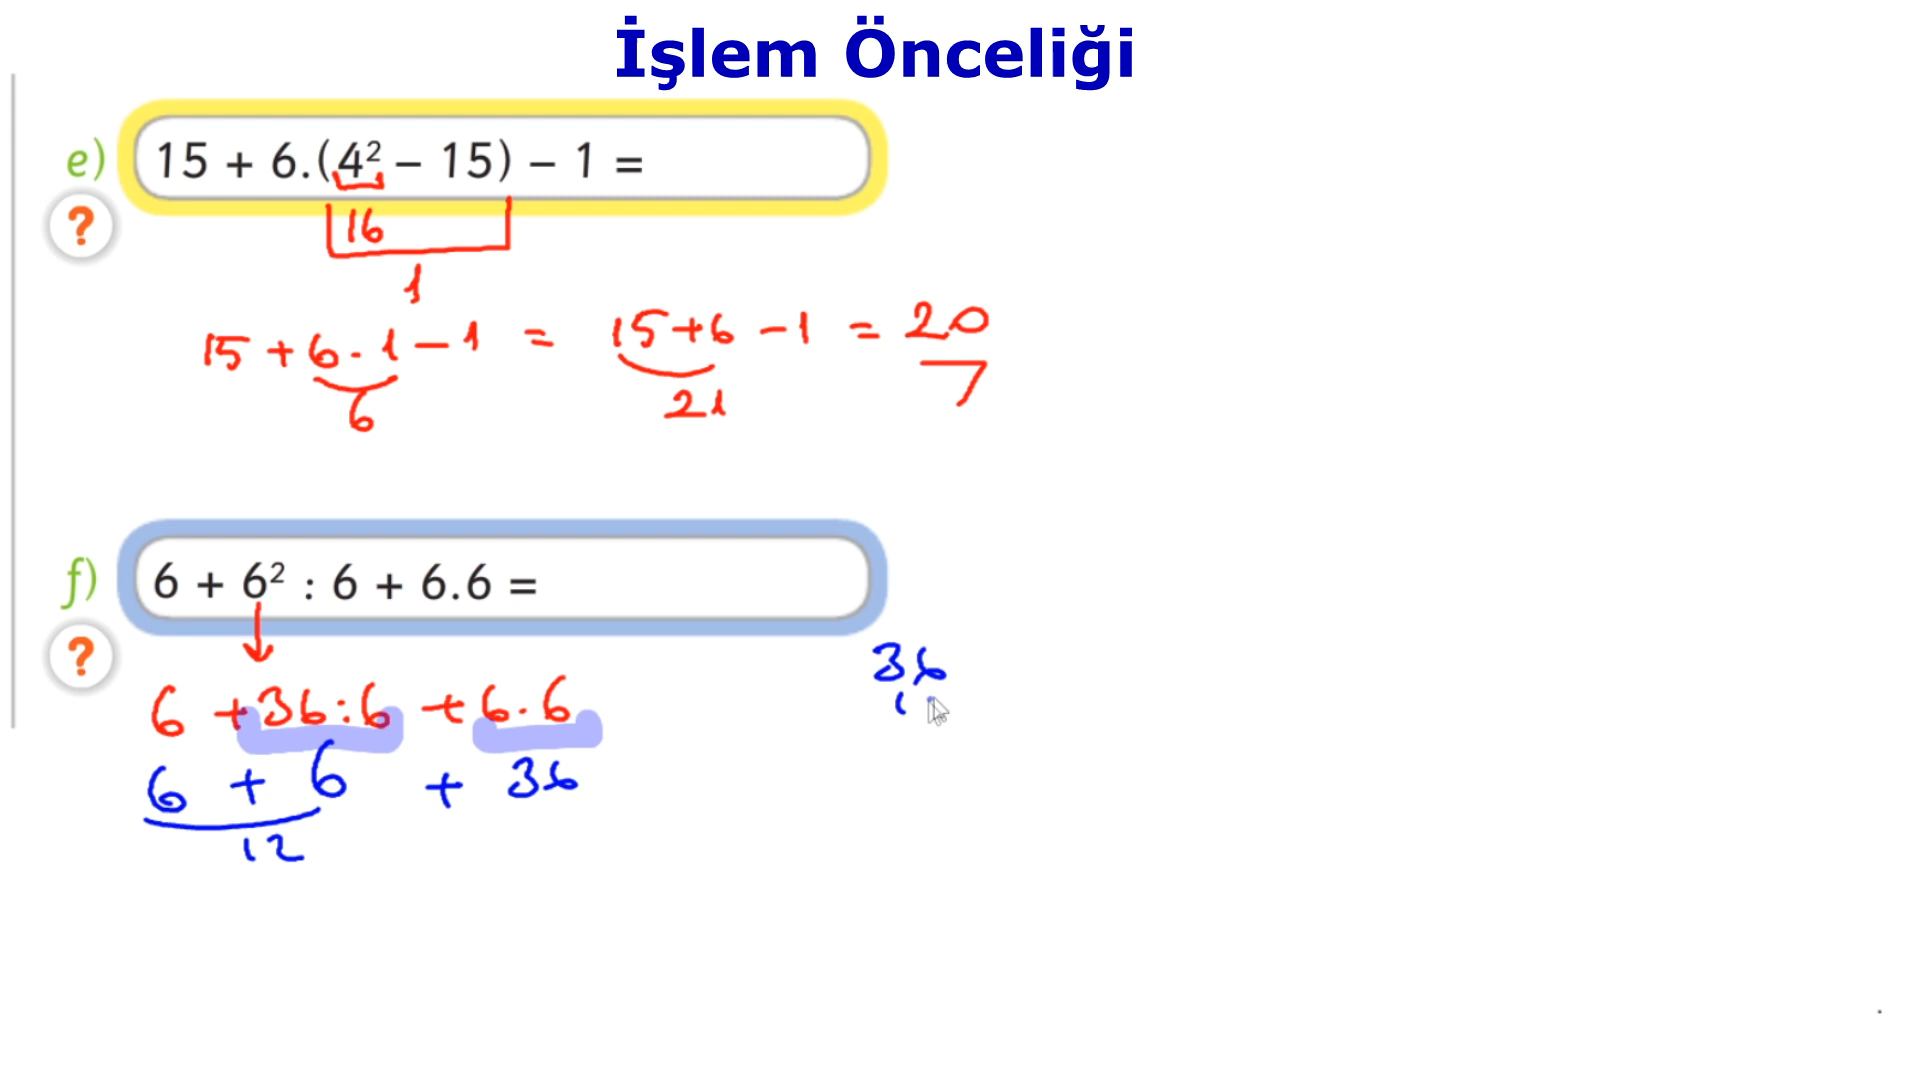 İşlem Önceliği
e) 15 + 6.(4² – 15) – 1 =
?
16
1
15 + 6 . 1 – 1 = 15 + 6 – 1 = 20
6
21
f) 6 + 6² : 6 + 6.6 =
?
36
1
6 + 36 : 6 + 6 . 6
6 + 6 + 36
12